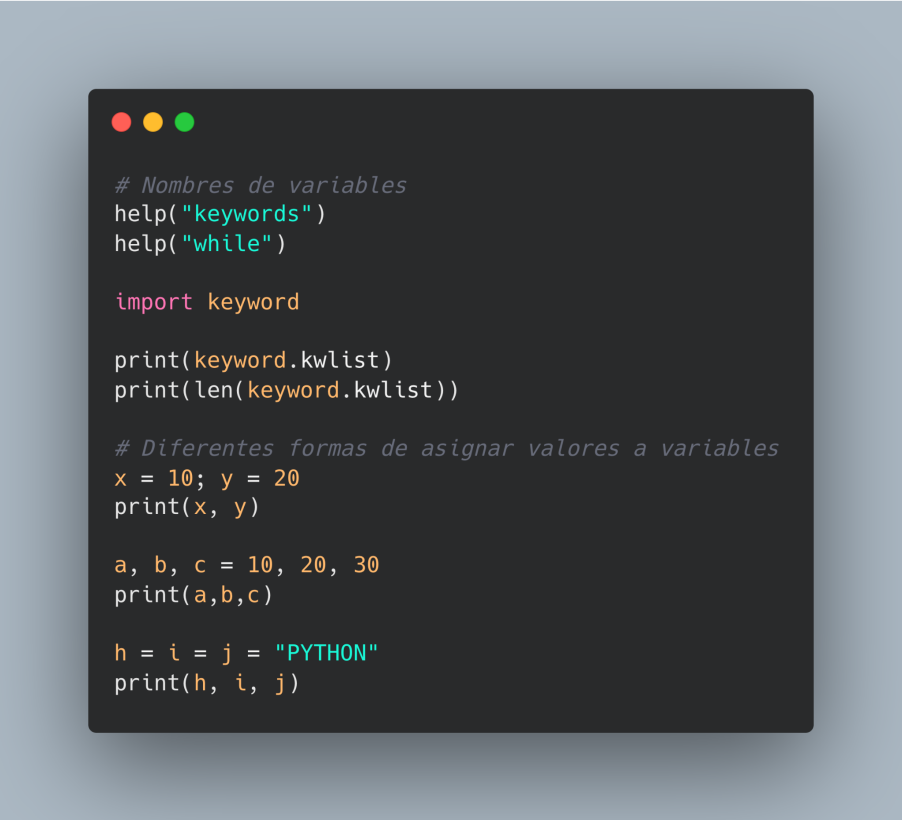 # Nombres de variables
help("keywords")
help("while")
import keyword
print(keyword.kwlist)
print(len(keyword.kwlist))
# Diferentes formas de asignar valores a variables
x = 10; y = 20
print(x, y)
a, b, c = 10, 20, 30
print(a,b,c)
h = i = j = "PYTHON"
print(h, i, j)